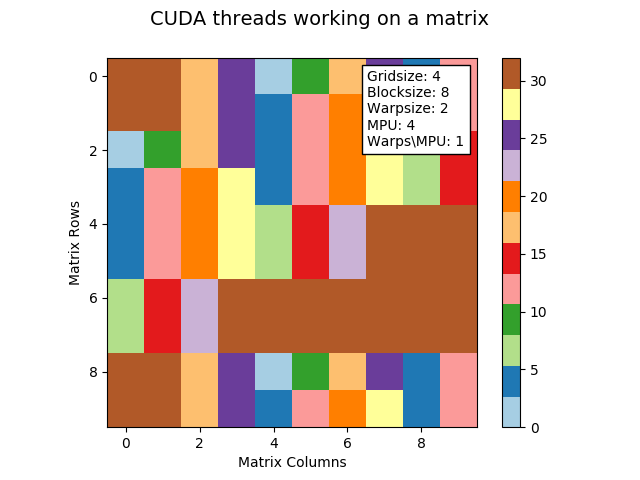 CUDA threads working on a matrix
Gridsize: 4
Blocksize: 8
Warpsize: 2
MPU: 4
Warps\MPU: 1
Matrix Rows
0
2
4
6
8
0 2 4 6 8
Matrix Columns
30
25
20
15
10
5
0